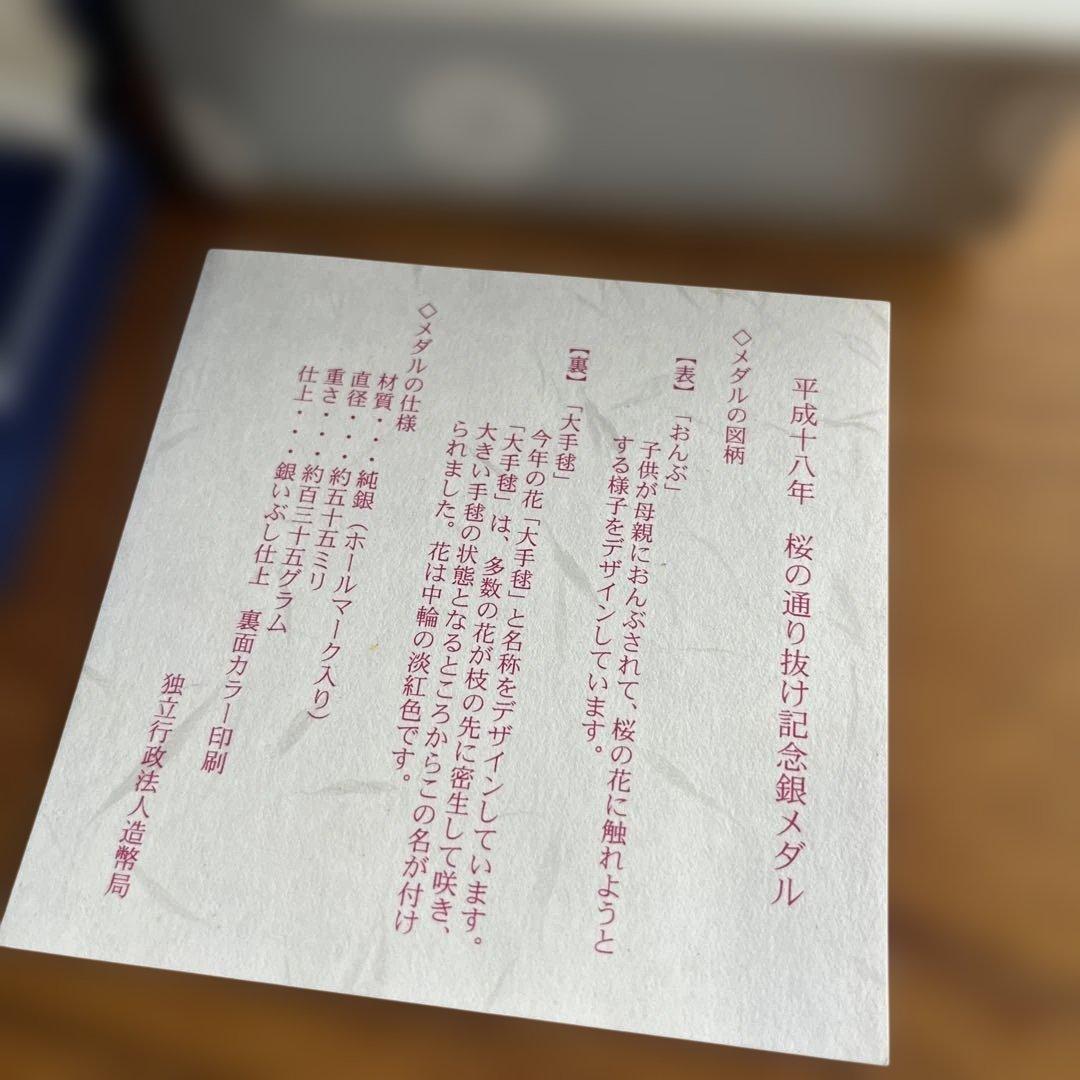 平成十八年　桜の通り抜け記念銀メダル
◇メダルの図柄
【表】　「おんぶ」
子供が母親におんぶされて、桜の花に触れようと
する様子をデザインしています。
【裏】　「大手毬」
今年の花「大手毬」と名称をデザインしています。
「大手毬」は、多数の花が枝の先に密生して咲き、
大きい手毬の状態となるところからこの名が付け
られました。花は中輪の淡紅色です。
◇メダルの仕様
材質・・・純銀（ホールマーク入り）
直径・・・約五十五ミリ
重さ・・・約百三十五グラム
仕上・・・銀いぶし仕上　裏面カラー印刷
独立行政法人造幣局